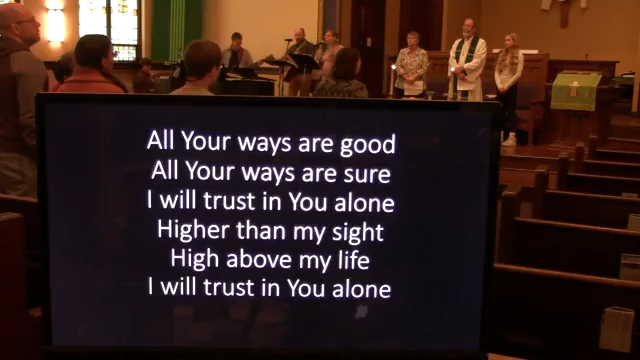 All Your ways are good
All Your ways are sure
I will trust in You alone
Higher than my sight
High above my life
I will trust in You alone